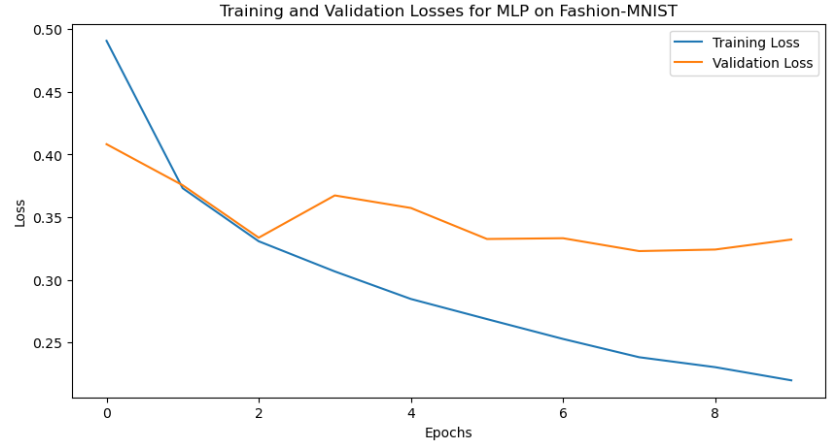 Training and Validation Losses for MLP on Fashion-MNIST
0.50
0.45
0.40
0.35
0.30
0.25
Loss
Training Loss
Validation Loss
0 2 4 6 8
Epochs